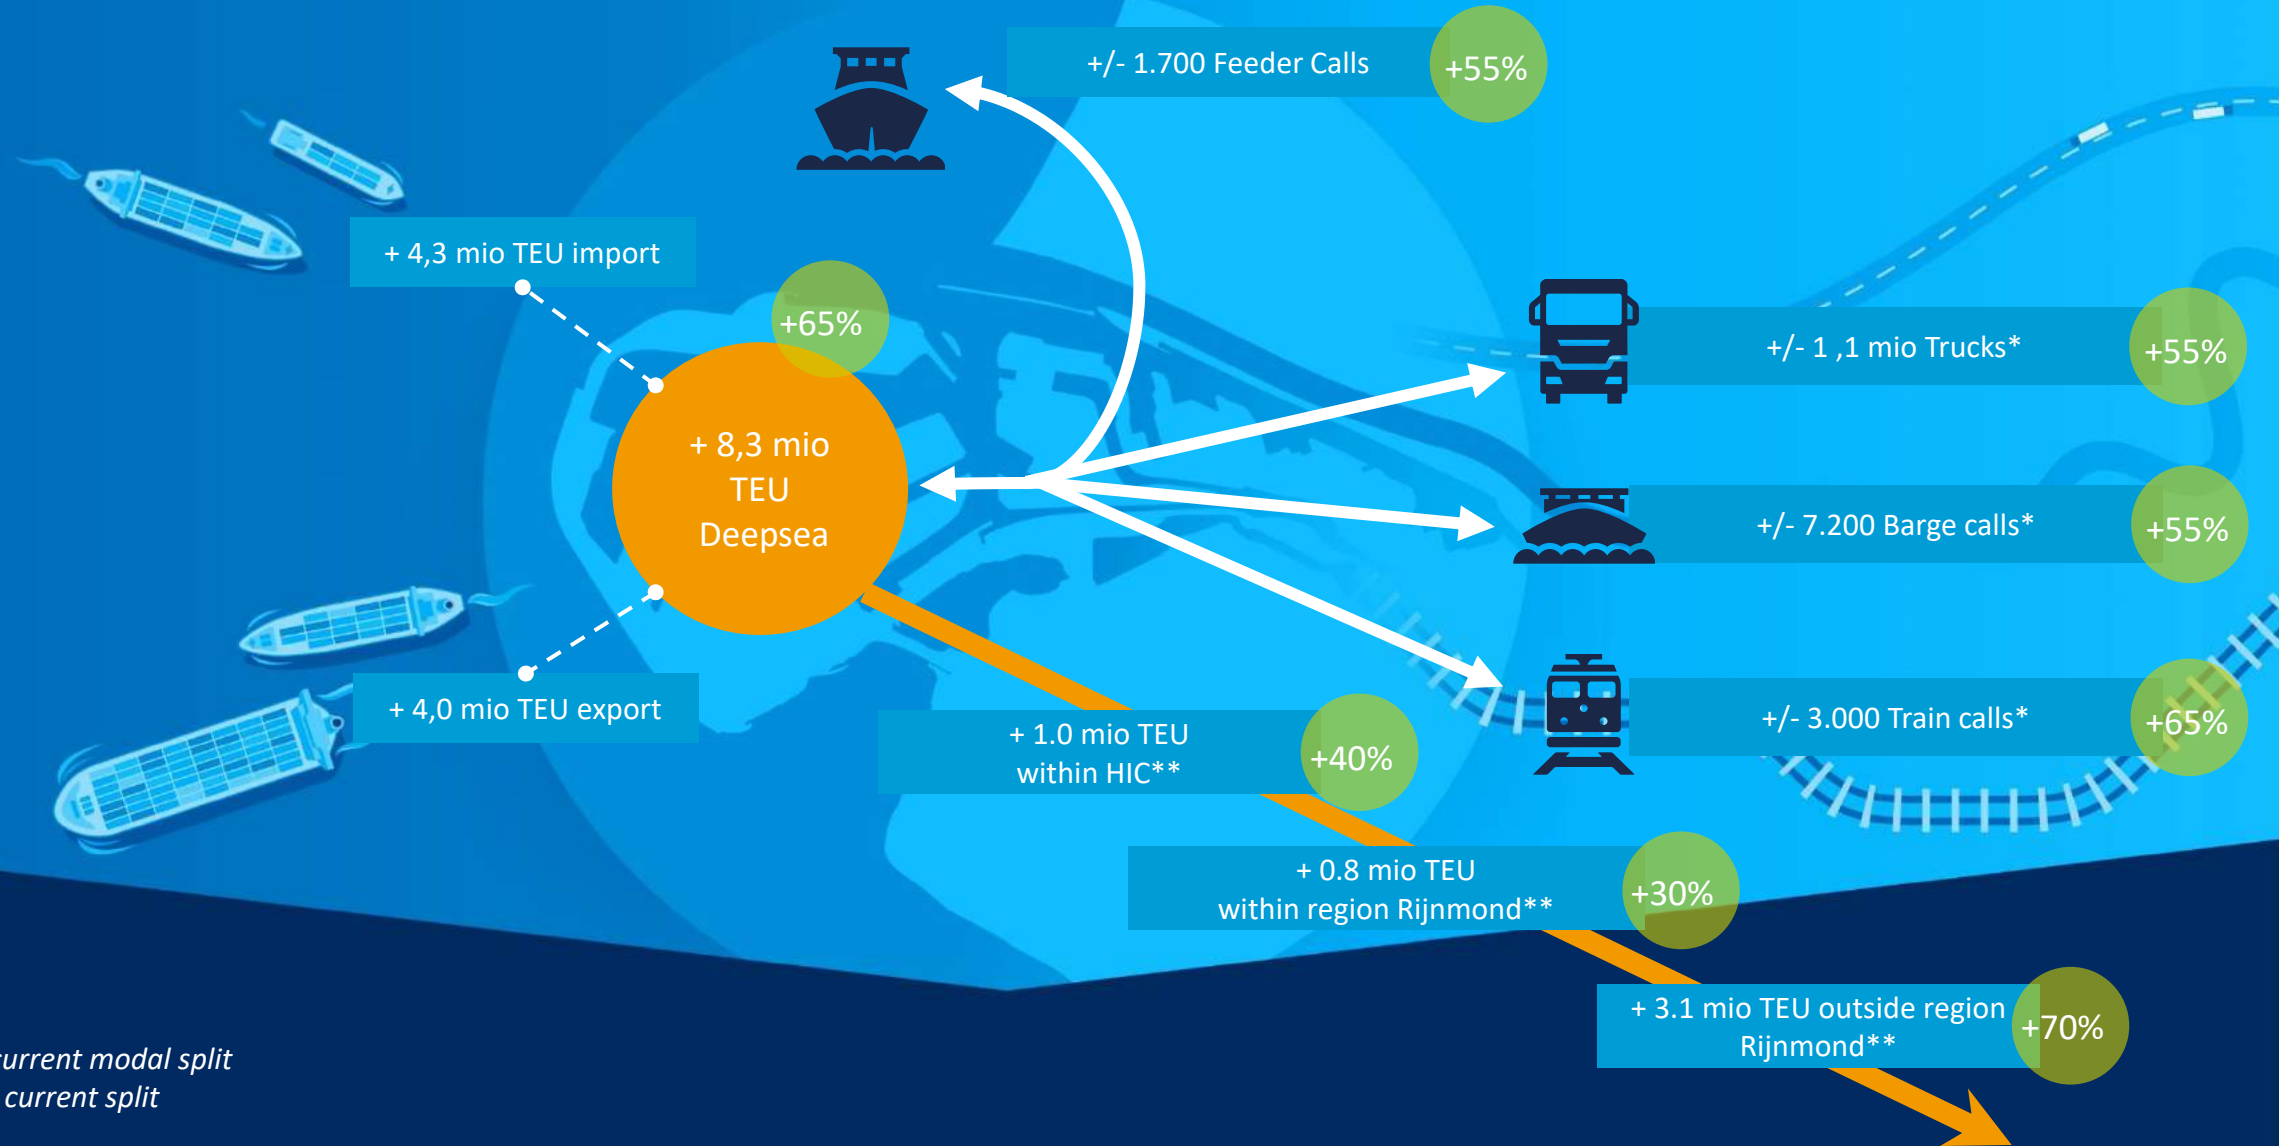 +/- 1.700 Feeder Calls
+55%
+ 4,3 mio TEU import
+65%
+ 8,3 mio
TEU
Deepsea
+ 4,0 mio TEU export
+/- 1 ,1 mio Trucks*
+55%
+/- 7.200 Barge calls*
+55%
+/- 3.000 Train calls*
+65%
+ 1.0 mio TEU
within HIC**
+40%
+ 0.8 mio TEU
within region Rijnmond**
+30%
+ 3.1 mio TEU outside region
Rijnmond**
+70%
current modal split
current split